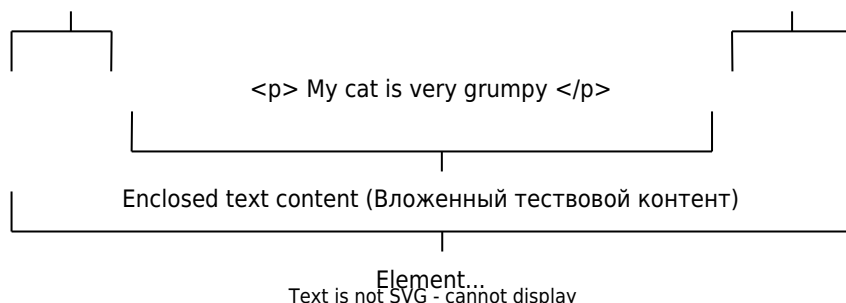 <p> My cat is very grumpy </p>
Enclosed text content (Вложенный тествовой контент)
Element...
Text is not SVG - cannot display